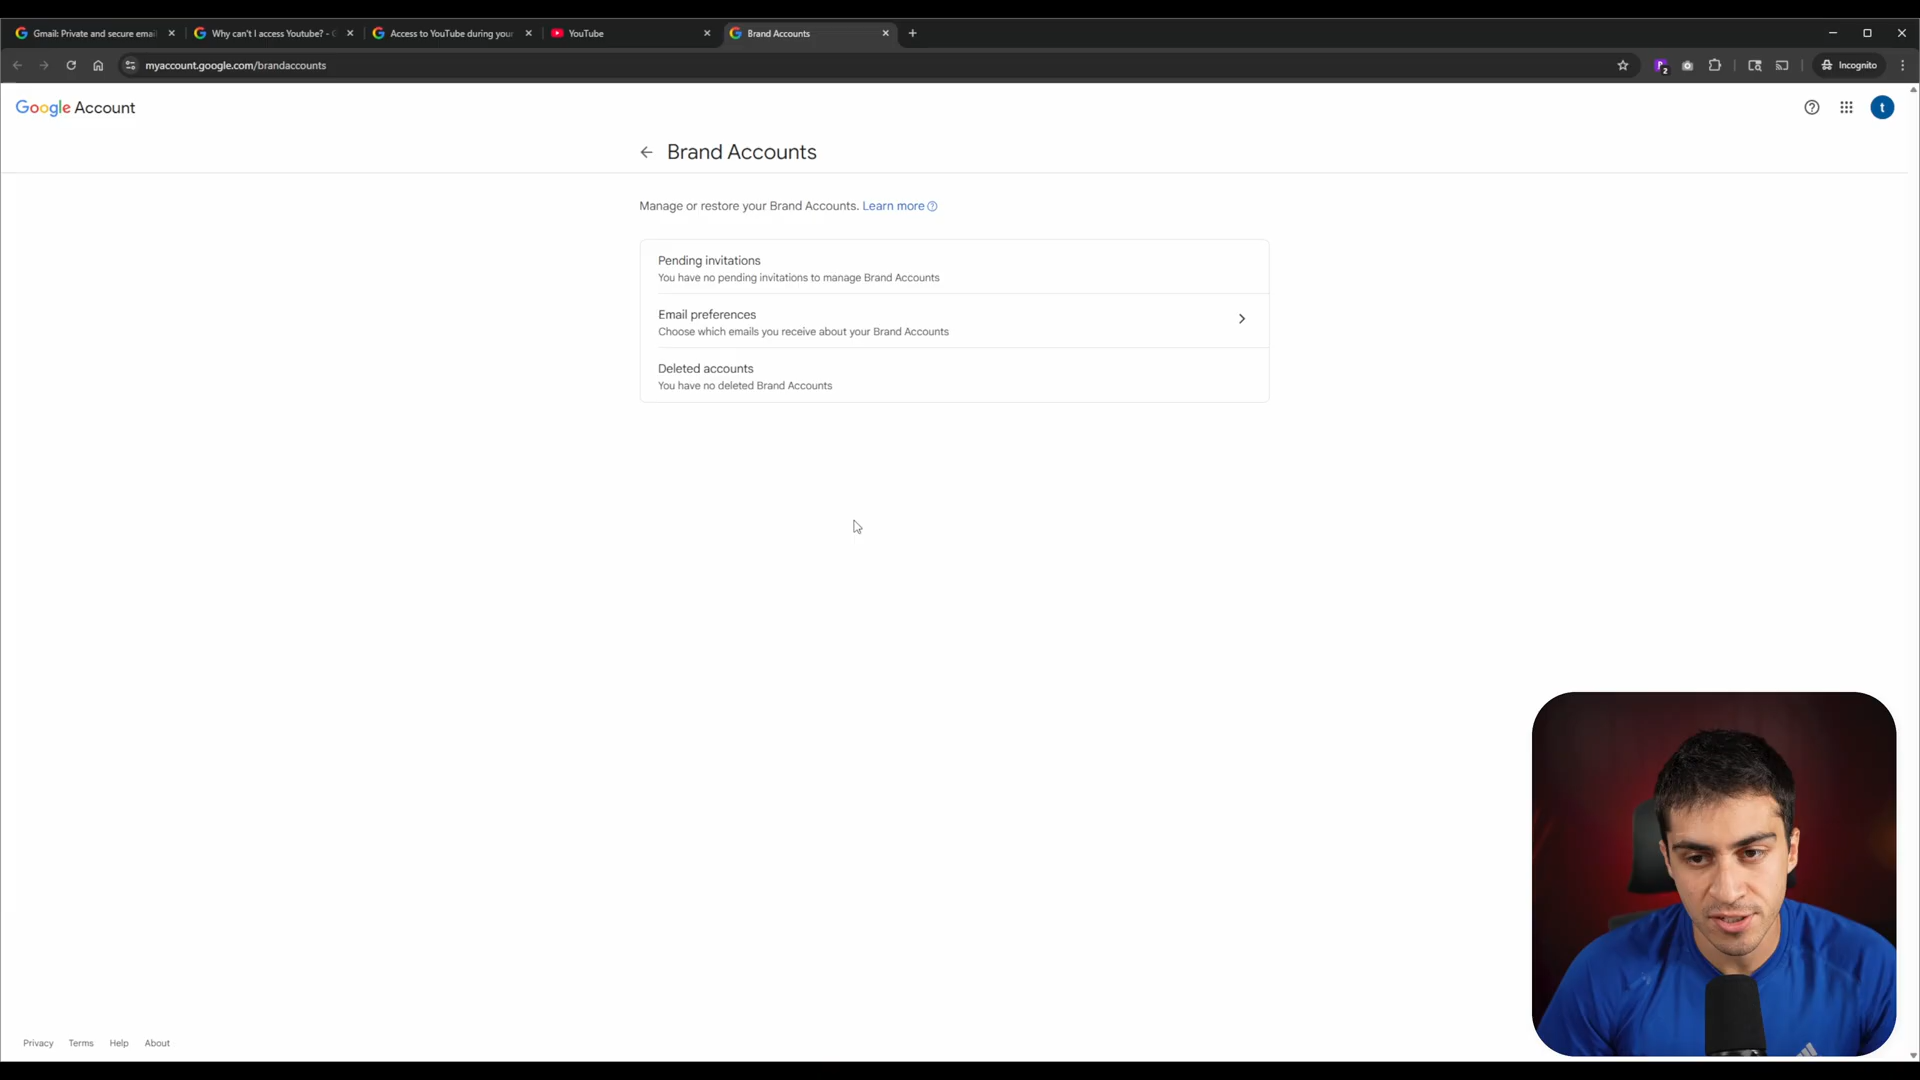 Gmail: Private and secure emai
Why can't I access Youtube? - G
Access to YouTube during your
YouTube
Brand Accounts
myaccount.google.com/brandaccounts
2
Incognito
Google Account
t
Brand Accounts
Manage or restore your Brand Accounts. Learn more
Pending invitations
You have no pending invitations to manage Brand Accounts
Email preferences
Choose which emails you receive about your Brand Accounts
Deleted accounts
You have no deleted Brand Accounts
Privacy Terms Help About